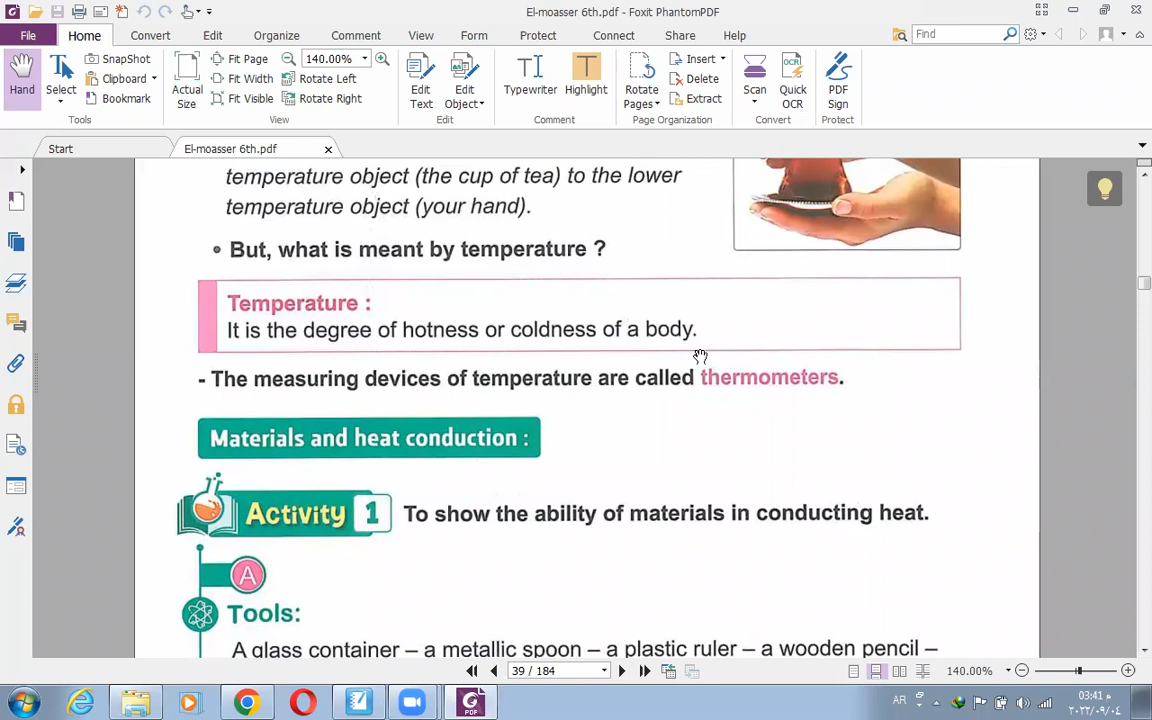 El-moasser 6th.pdf - Foxit PhantomPDF
File Home Convert Edit Organize Comment View Form Protect Connect Share Help Find
Hand
Select
SnapShot
Clipboard
Bookmark
Actual Size
Fit Page
Fit Width
Fit Visible
140.00%
Rotate Left
Rotate Right
Edit Text
Edit Object
Typewriter
Highlight
Rotate Pages
Insert
Delete
Extract
Scan
Quick OCR
PDF Sign
Tools View Edit Comment Page Organization Convert Protect
Start El-moasser 6th.pdf
temperature object (the cup of tea) to the lower
temperature object (your hand).
• But, what is meant by temperature ?
Temperature :
It is the degree of hotness or coldness of a body.
- The measuring devices of temperature are called thermometers.
Materials and heat conduction :
Activity 1 To show the ability of materials in conducting heat.
A
Tools:
A glass container – a metallic spoon – a plastic ruler – a wooden pencil –
39 / 184 140.00%
AR
03:41 م
٢٠٢٢/٠٩/٠٤